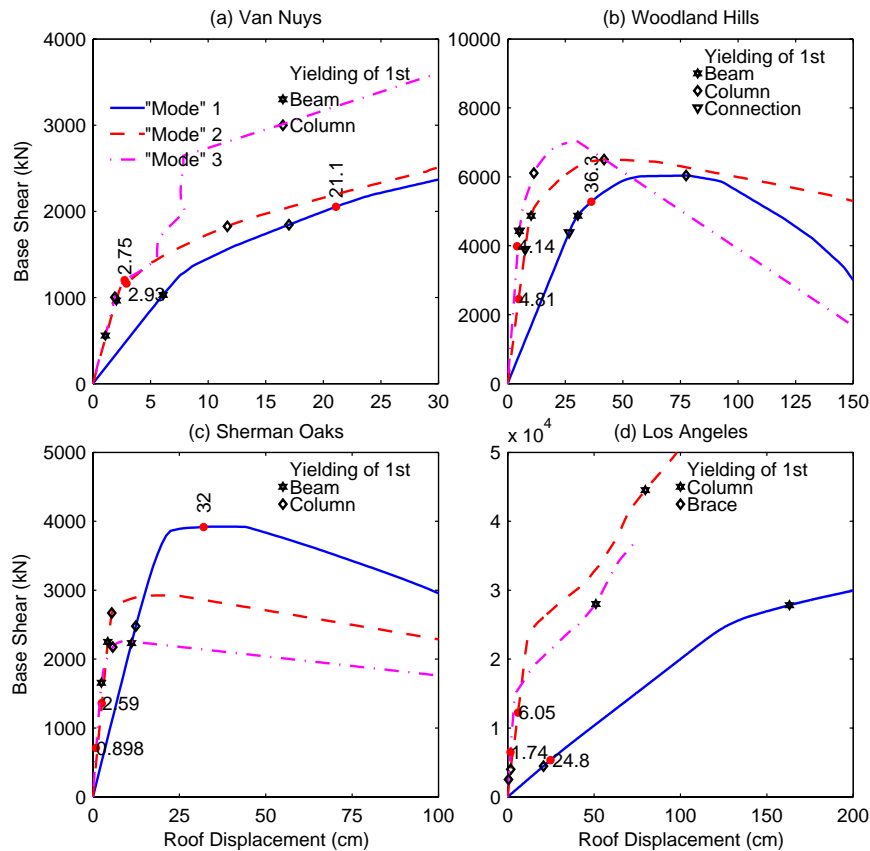 (a) Van Nuys
4000
3000
2000
1000
0
0 5 10 15 20 25 30
Base Shear (kN)
"Mode" 1
"Mode" 2
"Mode" 3
Yielding of 1st
Beam
Column
21.1
2.75
2.93
(b) Woodland Hills
10000
8000
6000
4000
2000
0
0 25 50 75 100 125 150
Yielding of 1st
Beam
Column
Connection
36.3
4.14
4.81
(c) Sherman Oaks
5000
4000
3000
2000
1000
0
0 25 50 75 100
Base Shear (kN)
Roof Displacement (cm)
Yielding of 1st
Beam
Column
32
2.59
0.898
(d) Los Angeles
x 10⁴
5
4
3
2
1
0
0 50 100 150 200
Roof Displacement (cm)
Yielding of 1st
Column
Brace
6.05
1.74
24.8